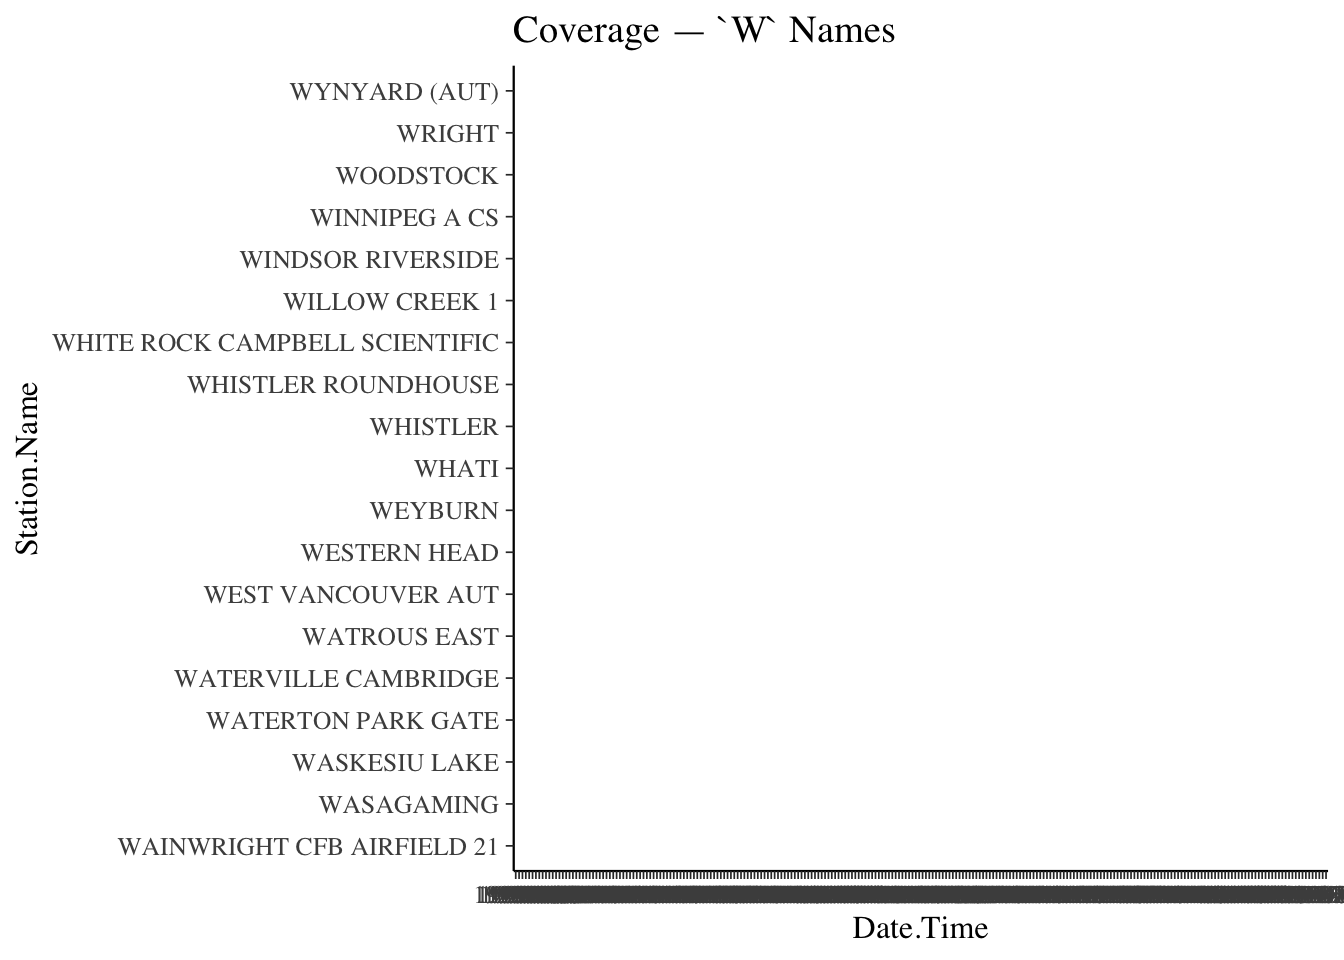 Coverage — `W` Names
WYNYARD (AUT)
WRIGHT
WOODSTOCK
WINNIPEG A CS
WINDSOR RIVERSIDE
WILLOW CREEK 1
WHITE ROCK CAMPBELL SCIENTIFIC
WHISTLER ROUNDHOUSE
WHISTLER
WHATI
WEYBURN
WESTERN HEAD
WEST VANCOUVER AUT
WATROUS EAST
WATERVILLE CAMBRIDGE
WATERTON PARK GATE
WASKESIU LAKE
WASAGAMING
WAINWRIGHT CFB AIRFIELD 21
Station.Name
Date.Time